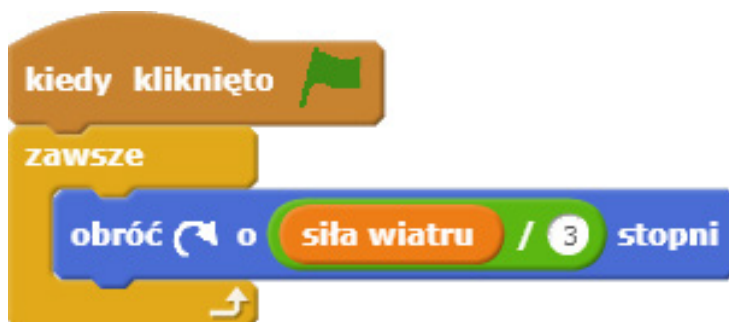 kiedy kliknięto
zawsze
obróć o siła wiatru / 3 stopni